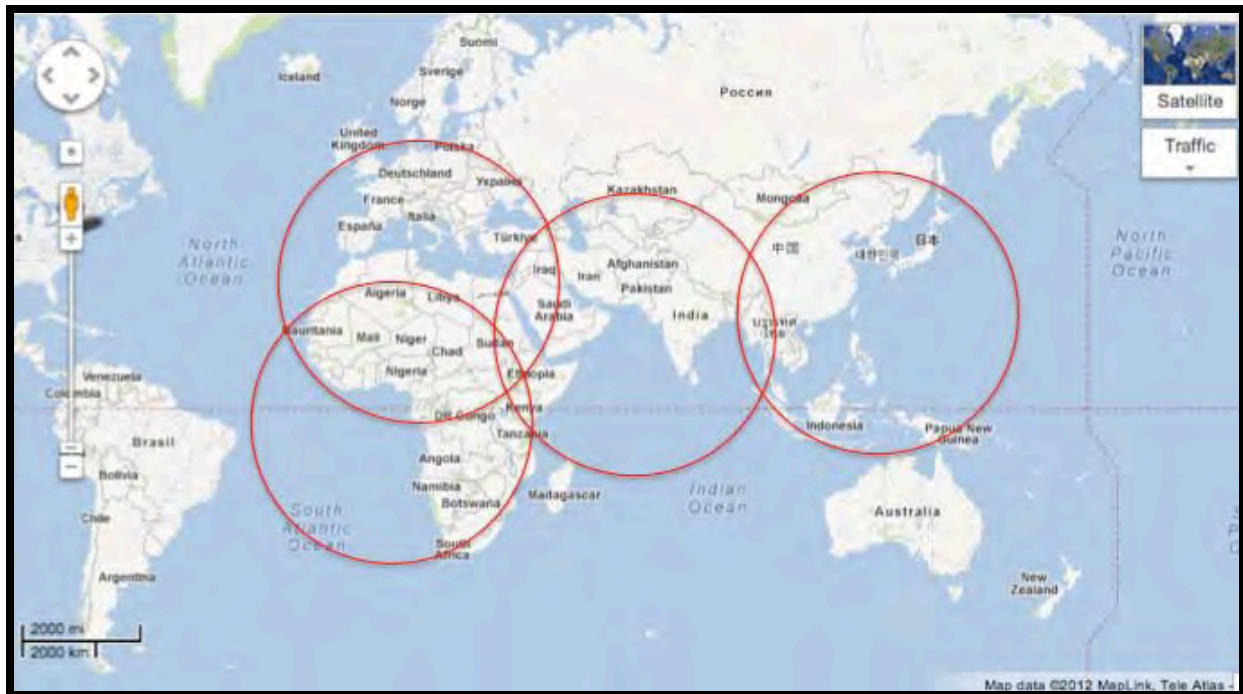 Suomi
Iceland
Sverige
Norge
Россия
Satellite
Traffic
United
Kingdom
Polska
Deutschland
Україна
France
Italia
España
Türkiye
Kazakhstan
Mongolia
中国
대한민국
日本
North
Atlantic
Ocean
North
Pacific
Ocean
Iraq
Iran
Afghanistan
Pakistan
Algeria
Libya
Saudi
Arabia
India
Mauritania
Mali
Niger
Chad
Sudan
Nigeria
Ethiopia
Venezuela
Colombia
DR Congo
Kenya
Tanzania
Indonesia
Papua New
Guinea
Brasil
Angola
Bolivia
Namibia
Botswana
Madagascar
Indian
Ocean
South
Atlantic
Ocean
Chile
Australia
South
Africa
Argentina
New
Zealand
2000 mi
2000 km
Map data ©2012 MapLink, Tele Atlas -